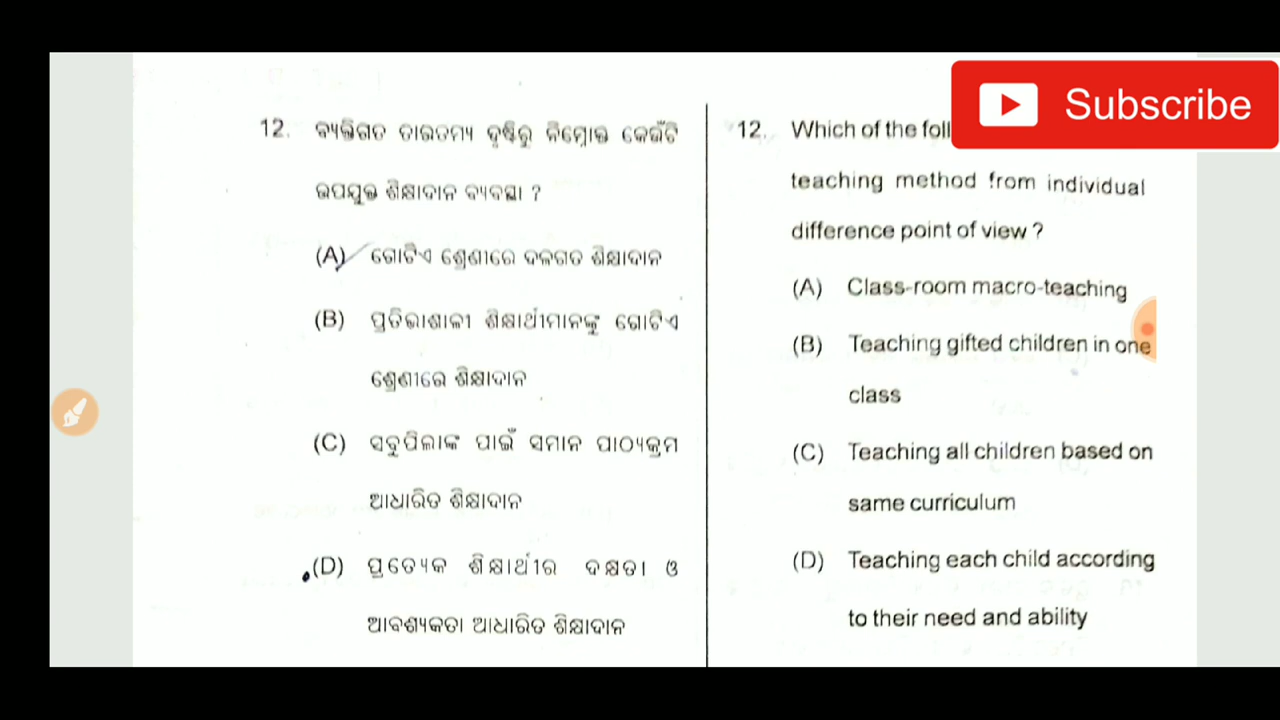 12. ବ୍ୟକ୍ତିଗତ ତାରତମ୍ୟ ଦୃଷ୍ଟିରୁ ନିମ୍ନୋକ୍ତ କେଉଁଟି
ଉପଯୁକ୍ତ ଶିକ୍ଷାଦାନ ବ୍ୟବସ୍ଥା ?
(A) ଗୋଟିଏ ଶ୍ରେଣୀରେ ଦଳଗତ ଶିକ୍ଷାଦାନ
(B) ପ୍ରତିଭାଶାଳୀ ଶିକ୍ଷାର୍ଥୀମାନଙ୍କୁ ଗୋଟିଏ
ଶ୍ରେଣୀରେ ଶିକ୍ଷାଦାନ
(C) ସବୁପିଲାଙ୍କ ପାଇଁ ସମାନ ପାଠ୍ୟକ୍ରମ
ଆଧାରିତ ଶିକ୍ଷାଦାନ
(D) ପ୍ରତ୍ୟେକ ଶିକ୍ଷାର୍ଥୀର ଦକ୍ଷତା ଓ
ଆବଶ୍ୟକତା ଆଧାରିତ ଶିକ୍ଷାଦାନ
Subscribe
12. Which of the
teaching method from individual
difference point of view ?
(A) Class-room macro-teaching
(B) Teaching gifted children in one
class
(C) Teaching all children based on
same curriculum
(D) Teaching each child according
to their need and ability